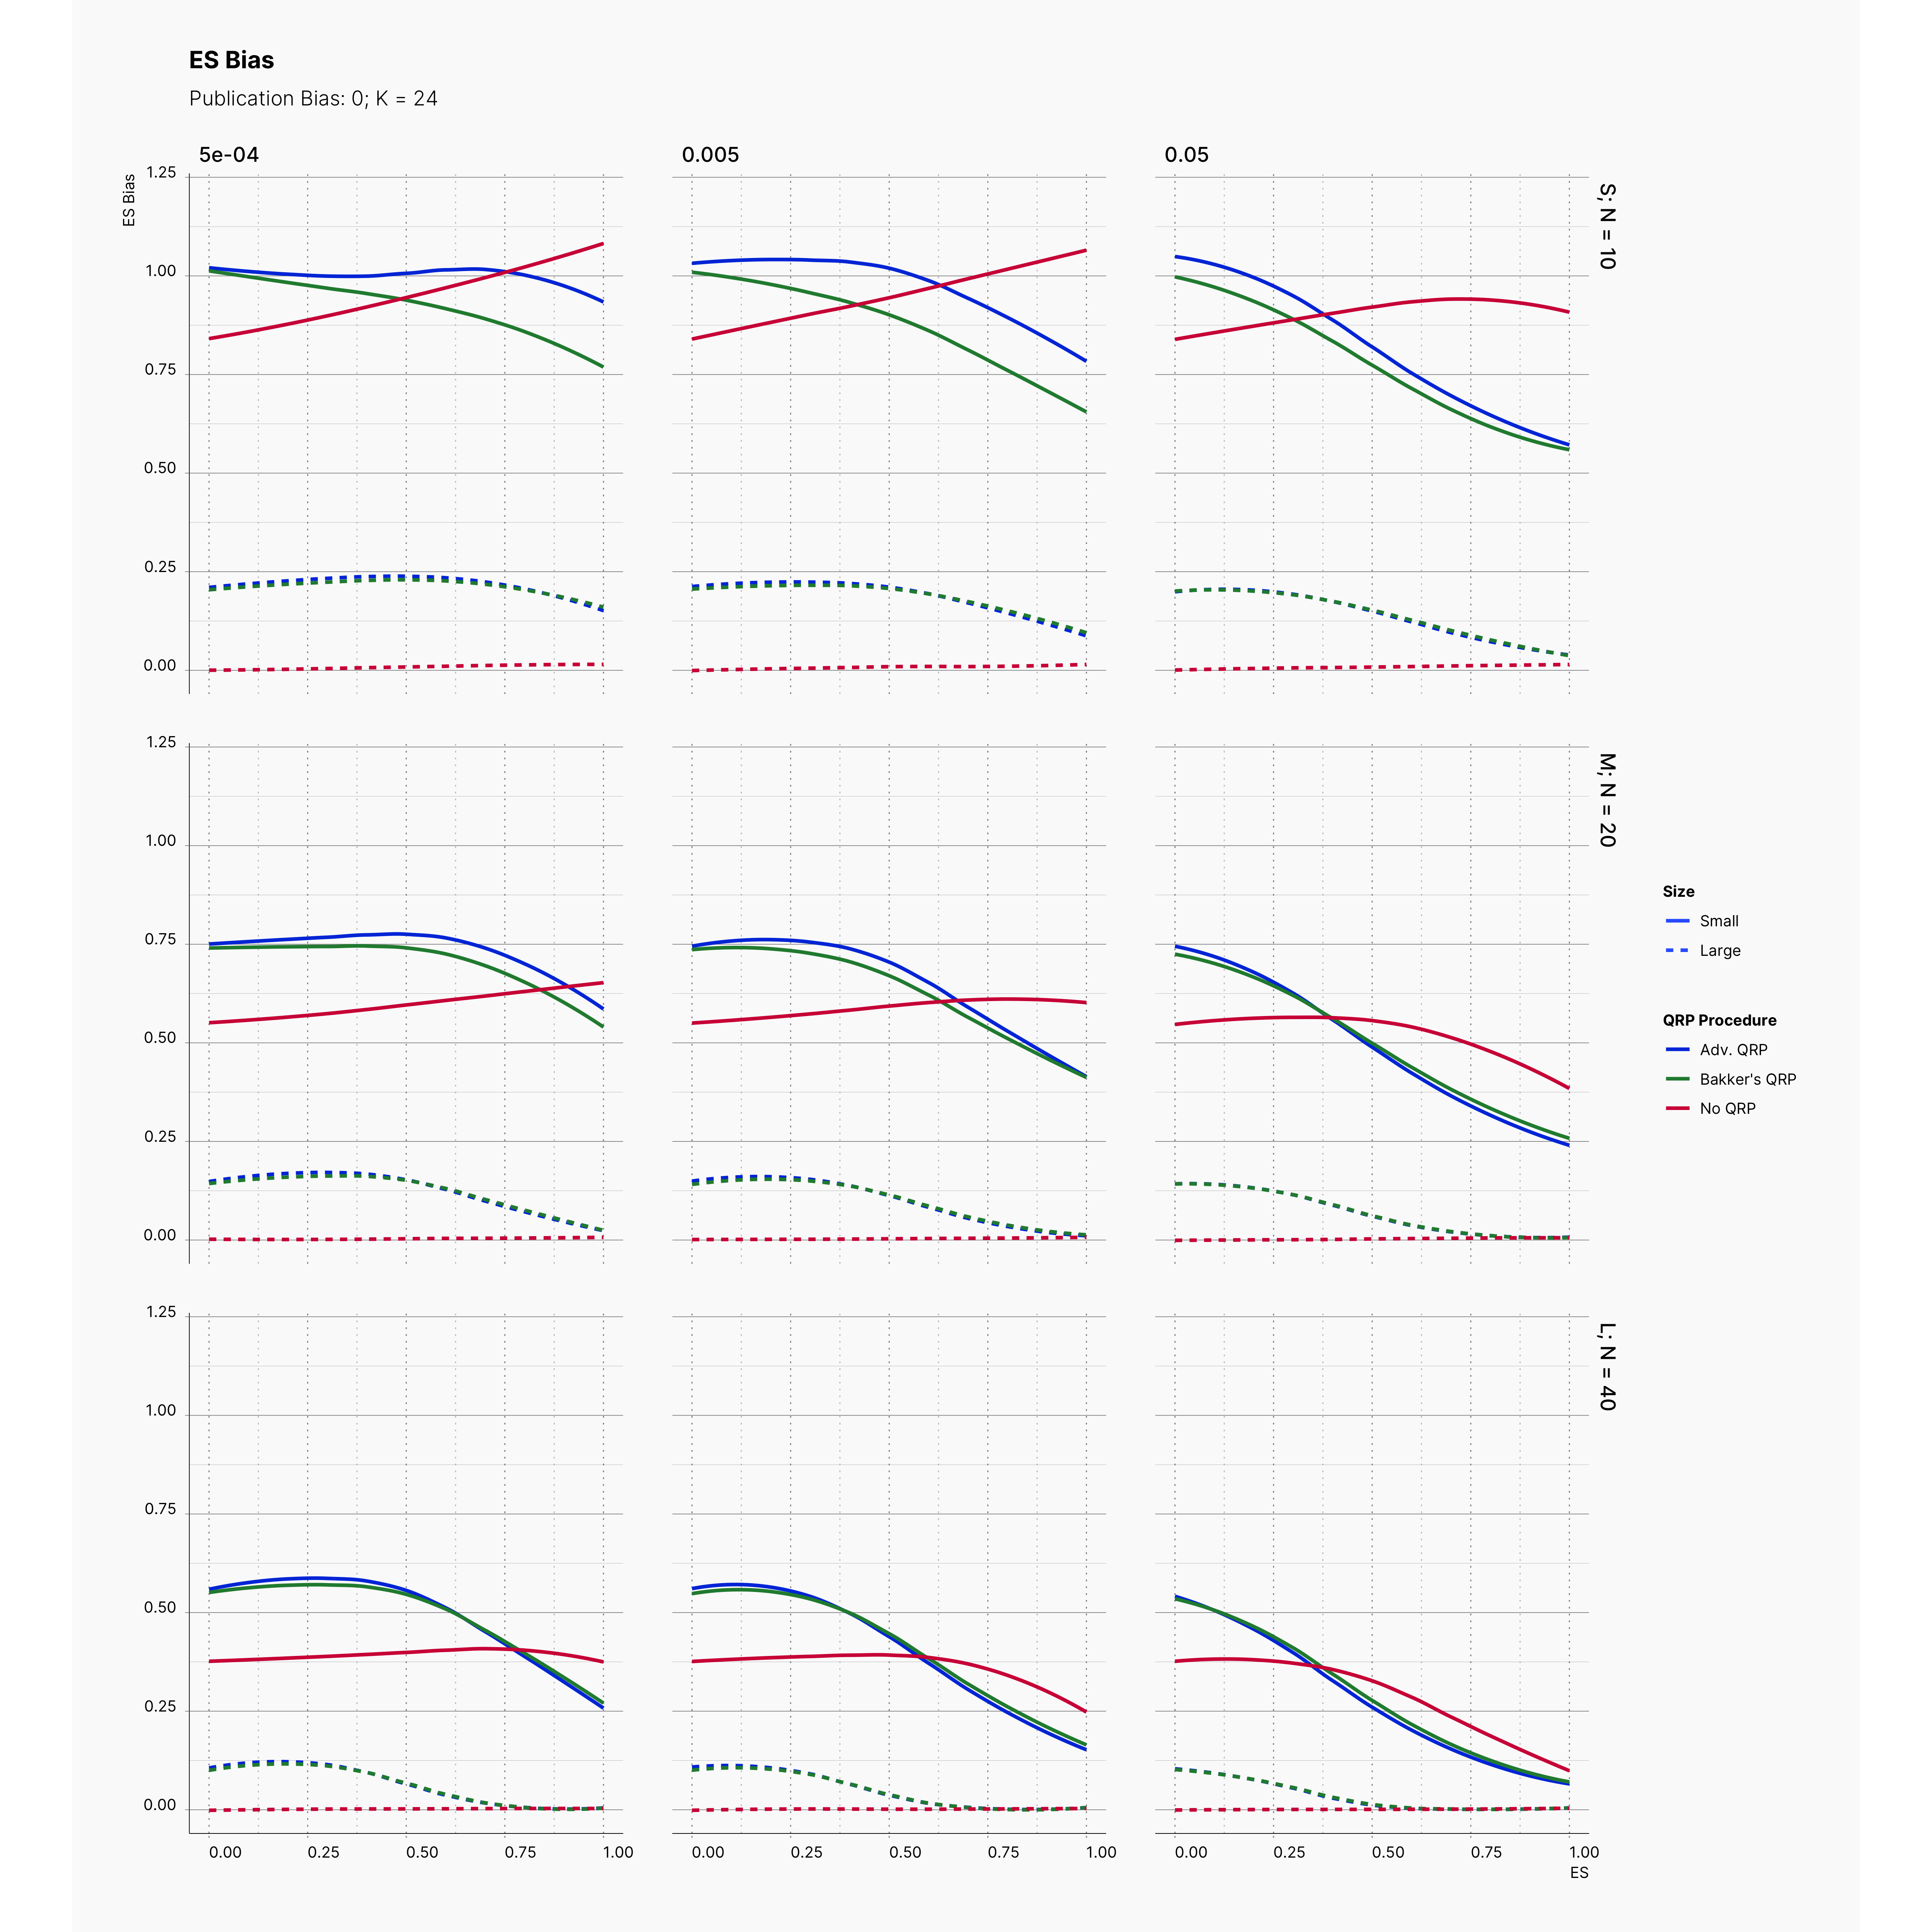 ES Bias
Publication Bias: 0; K = 24
5e-04
0.005
0.05
ES Bias
1.25
1.00
0.75
0.50
0.25
0.00
S; N = 10
1.25
1.00
0.75
0.50
0.25
0.00
M; N = 20
1.25
1.00
0.75
0.50
0.25
0.00
L; N = 40
0.00 0.25 0.50 0.75 1.00 0.00 0.25 0.50 0.75 1.00 0.00 0.25 0.50 0.75 1.00
ES
Size
Small
Large
QRP Procedure
Adv. QRP
Bakker's QRP
No QRP